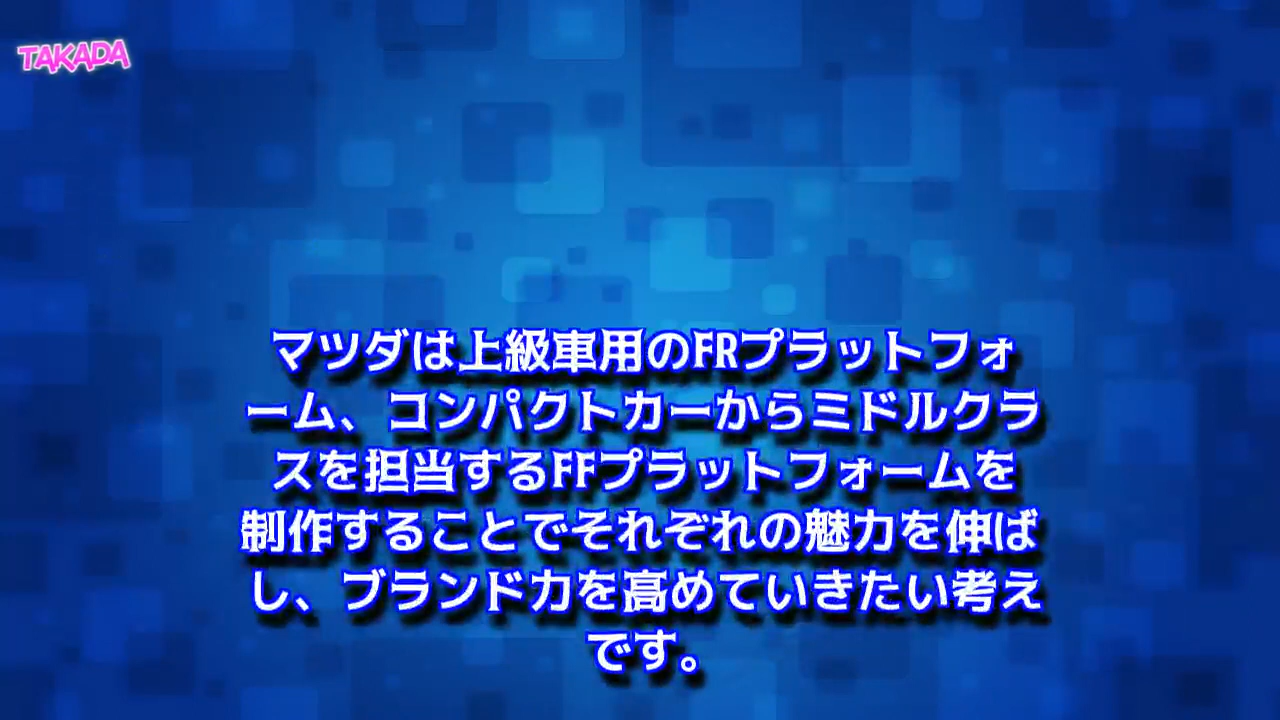 TAKADA
マツダは上級車用のFRプラットフォ
ーム、コンパクトカーからミドルクラ
スを担当するFFプラットフォームを
制作することでそれぞれの魅力を伸ば
し、ブランド力を高めていきたい考え
です。